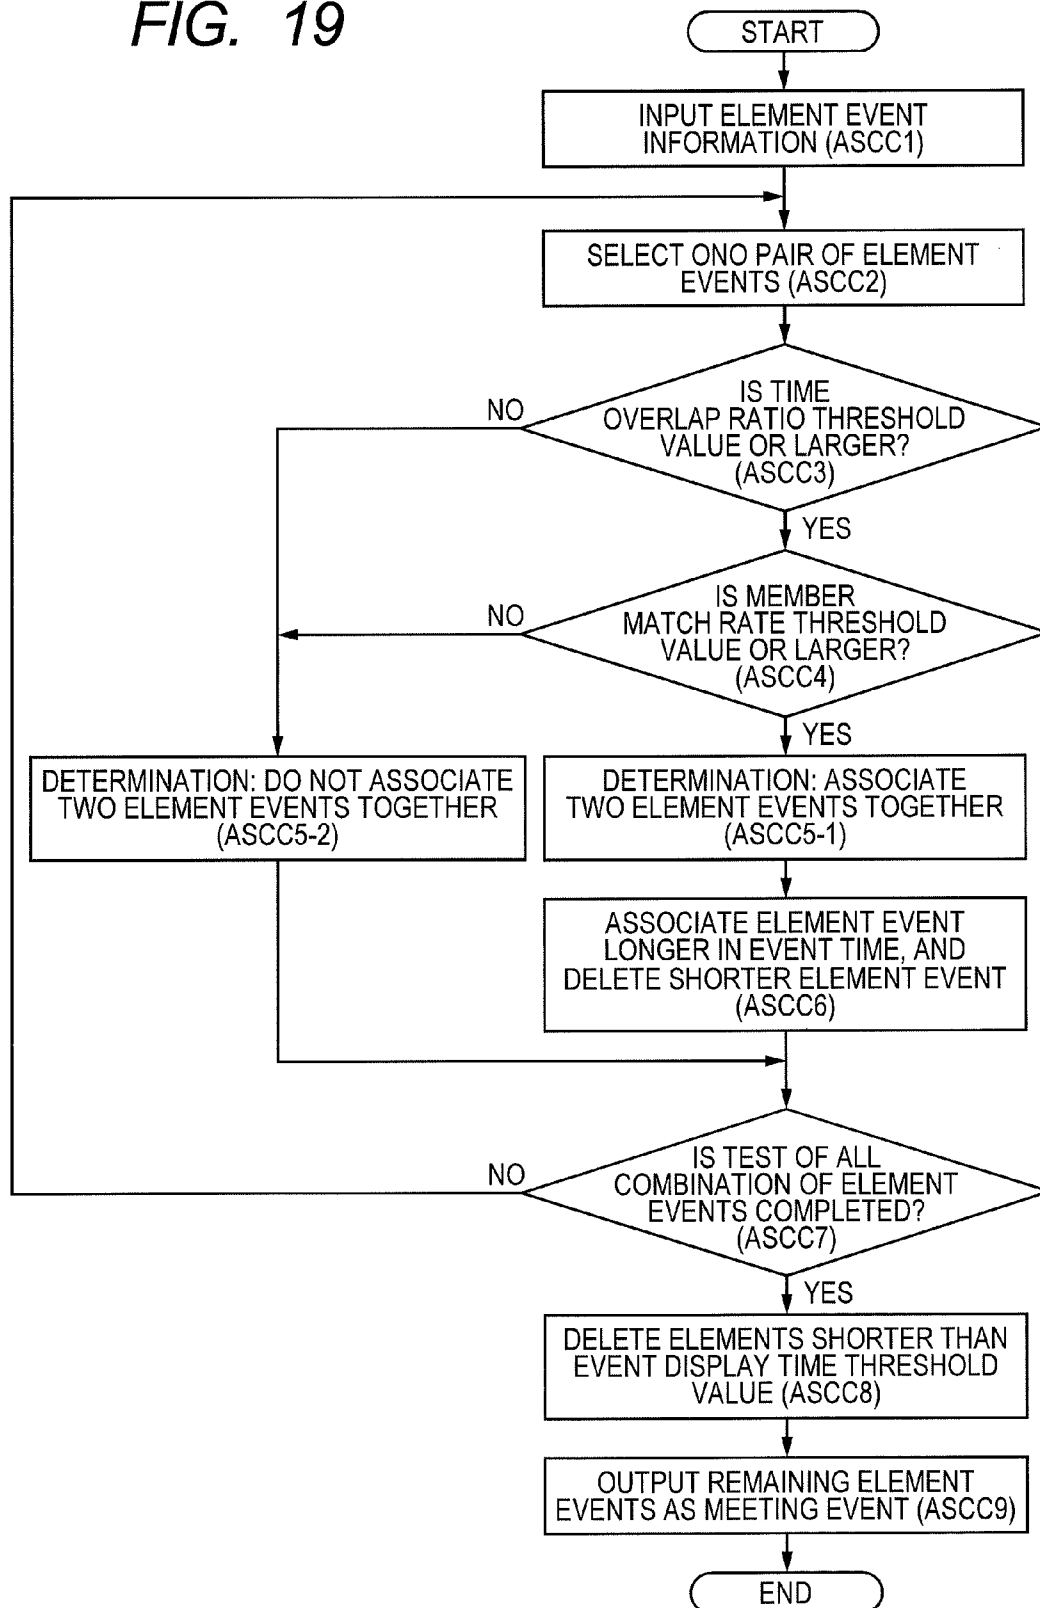 FIG. 19
START
INPUT ELEMENT EVENT
INFORMATION (ASCC1)
SELECT ONO PAIR OF ELEMENT
EVENTS (ASCC2)
IS TIME
OVERLAP RATIO THRESHOLD
VALUE OR LARGER?
(ASCC3)
NO
YES
IS MEMBER
MATCH RATE THRESHOLD
VALUE OR LARGER?
(ASCC4)
NO
YES
DETERMINATION: DO NOT ASSOCIATE
TWO ELEMENT EVENTS TOGETHER
(ASCC5-2)
DETERMINATION: ASSOCIATE
TWO ELEMENT EVENTS TOGETHER
(ASCC5-1)
ASSOCIATE ELEMENT EVENT
LONGER IN EVENT TIME, AND
DELETE SHORTER ELEMENT EVENT
(ASCC6)
IS TEST OF ALL
COMBINATION OF ELEMENT
EVENTS COMPLETED?
(ASCC7)
NO
YES
DELETE ELEMENTS SHORTER THAN
EVENT DISPLAY TIME THRESHOLD
VALUE (ASCC8)
OUTPUT REMAINING ELEMENT
EVENTS AS MEETING EVENT (ASCC9)
END